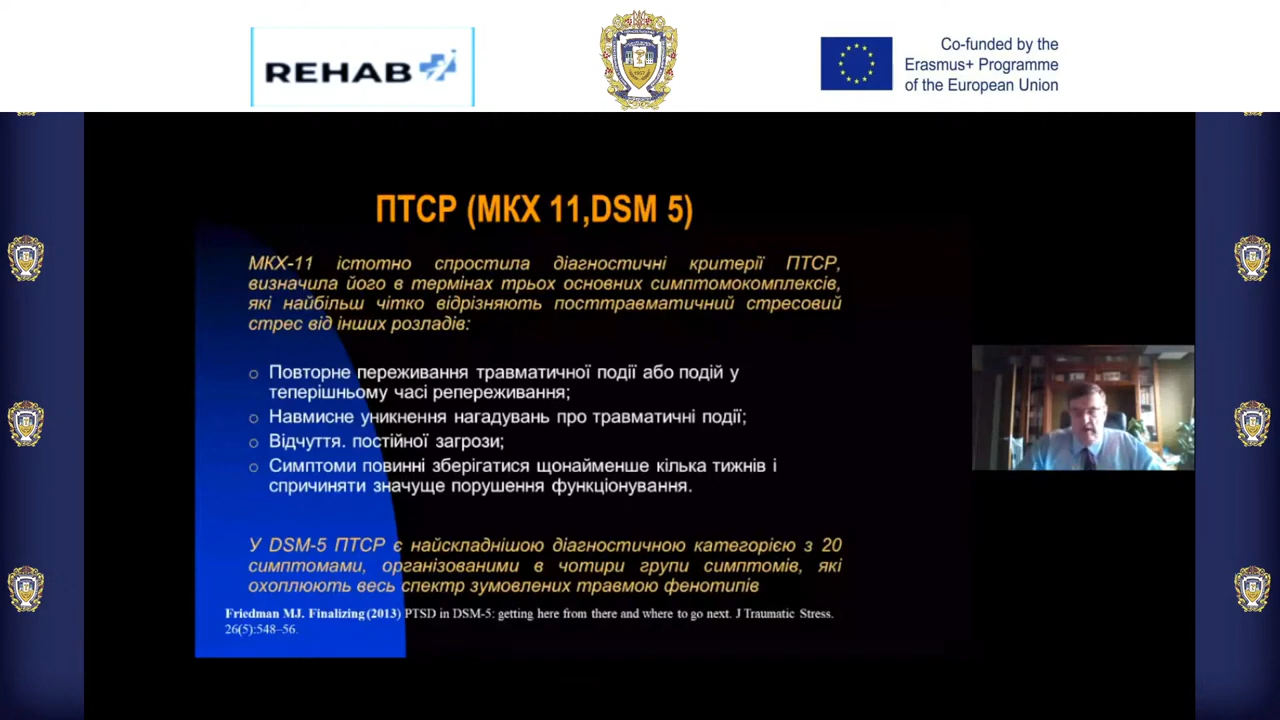 REHAB
Co-funded by the
Erasmus+ Programme
of the European Union
ПТСР (МКХ 11,DSM 5)
МКХ-11 істотно спростила діагностичні критерії ПТСР,
визначила його в термінах трьох основних симптомокомплексів,
які найбільш чітко відрізняють посттравматичний стресовий
стрес від інших розладів:
Повторне переживання травматичної події або подій у
теперішньому часі репереживання;
Навмисне уникнення нагадувань про травматичні події;
Відчуття. постійної загрози;
Симптоми повинні зберігатися щонайменше кілька тижнів і
спричиняти значуще порушення функціонування.
У DSM-5 ПТСР є найскладнішою діагностичною категорією з 20
симптомами, організованими в чотири групи симптомів, які
охоплюють весь спектр зумовлених травмою фенотипів
Friedman MJ. Finalizing (2013) PTSD in DSM-5: getting here from there and where to go next. J Traumatic Stress.
26(5):548–56.